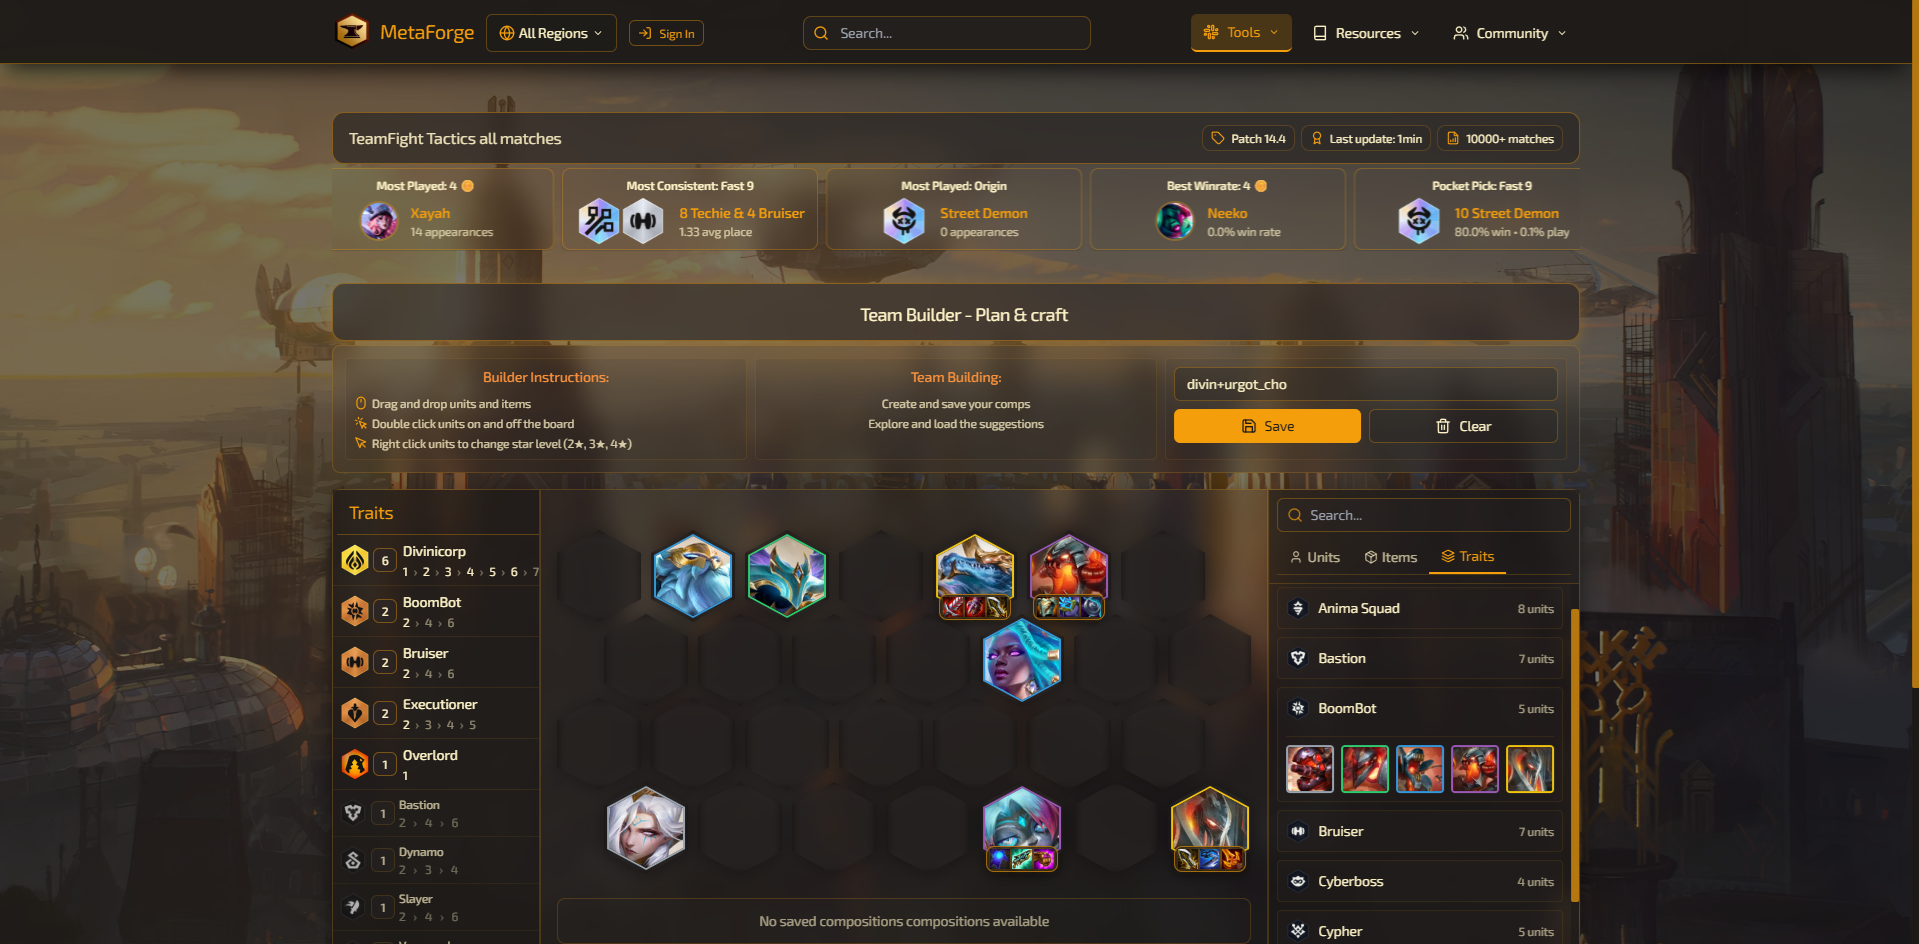 MetaForge
All Regions
Sign In
Search...
Tools
Resources
Community
TeamFight Tactics all matches
Patch 14.4
Last update: 1min
10000+ matches
Most Played: 4
Xayah
14 appearances
Most Consistent: Fast 9
8 Techie & 4 Bruiser
1.33 avg place
Most Played: Origin
Street Demon
0 appearances
Best Winrate: 4
Neeko
0.0% win rate
Pocket Pick: Fast 9
10 Street Demon
80.0% win • 0.1% play
Team Builder - Plan & craft
Builder Instructions:
Drag and drop units and items
Double click units on and off the board
Right click units to change star level (2★, 3★, 4★)
Team Building:
Create and save your comps
Explore and load the suggestions
divin+urgot_cho
Save
Clear
Traits
6
Divinicorp
1 › 2 › 3 › 4 › 5 › 6 › 7
2
BoomBot
2 › 4 › 6
2
Bruiser
2 › 4 › 6
2
Executioner
2 › 3 › 4 › 5
1
Overlord
1
1
Bastion
2 › 4 › 6
1
Dynamo
2 › 3 › 4
1
Slayer
2 › 4 › 6
No saved compositions compositions available
Search...
Units
Items
Traits
Anima Squad
8 units
Bastion
7 units
BoomBot
5 units
Bruiser
7 units
Cyberboss
4 units
Cypher
5 units